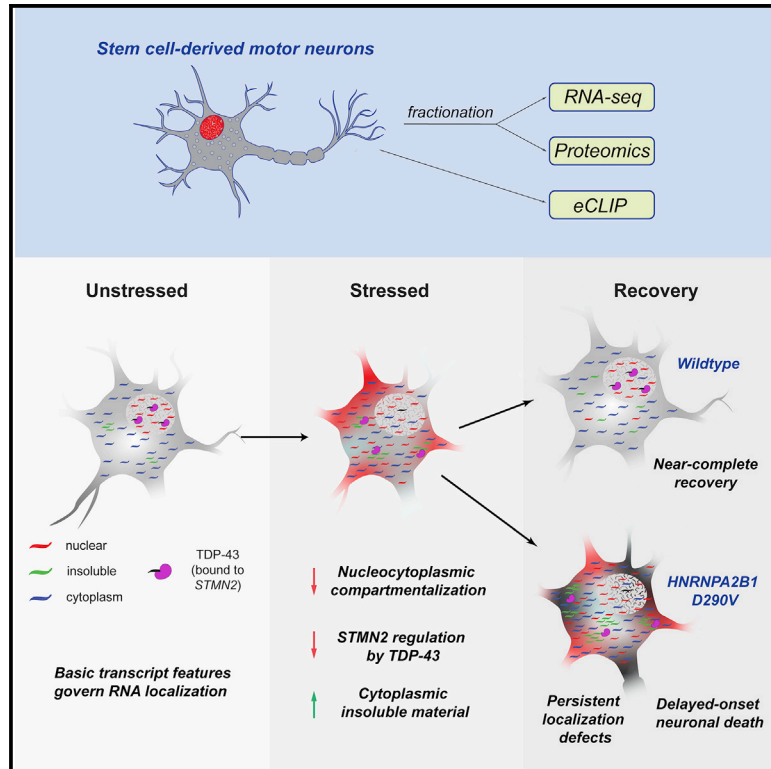 Stem cell-derived motor neurons
fractionation
RNA-seq
Proteomics
eCLIP
Unstressed
Stressed
Recovery
nuclear
insoluble
cytoplasm
TDP-43
(bound to
STMN2)
Basic transcript features
govern RNA localization
Nucleocytoplasmic
compartmentalization
STMN2 regulation
by TDP-43
Cytoplasmic
insoluble material
Wildtype
Near-complete
recovery
HNRNPA2B1
D290V
Persistent
localization
defects
Delayed-onset
neuronal death